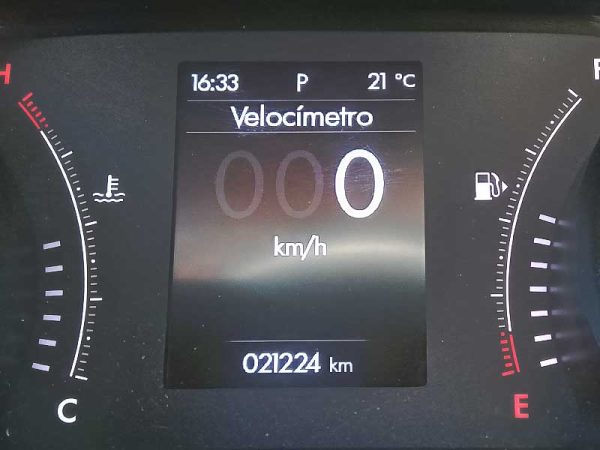 16:33 P 21 °C
Velocímetro
000
km/h
021224 km
H
C
F
E